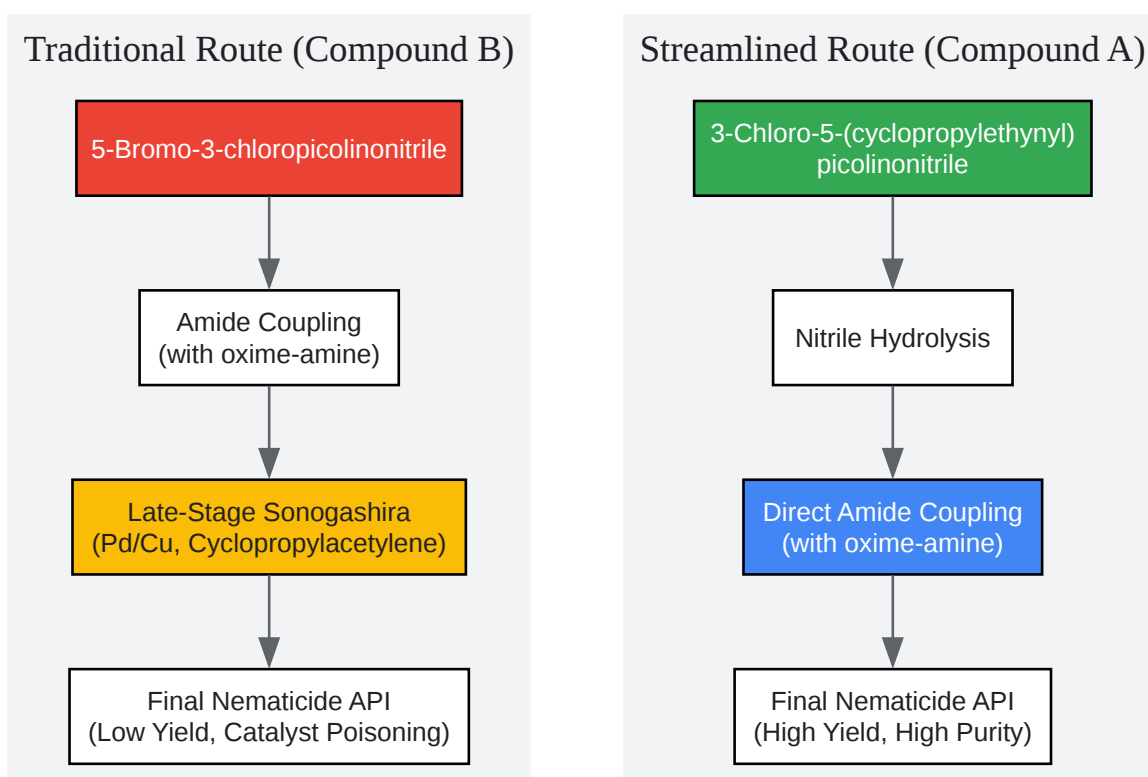 Traditional Route (Compound B)
5-Bromo-3-chloropicolinonitrile
Amide Coupling
(with oxime-amine)
Late-Stage Sonogashira
(Pd/Cu, Cyclopropylacetylene)
Final Nematicide API
(Low Yield, Catalyst Poisoning)
Streamlined Route (Compound A)
3-Chloro-5-(cyclopropylethynyl)
picolinonitrile
Nitrile Hydrolysis
Direct Amide Coupling
(with oxime-amine)
Final Nematicide API
(High Yield, High Purity)